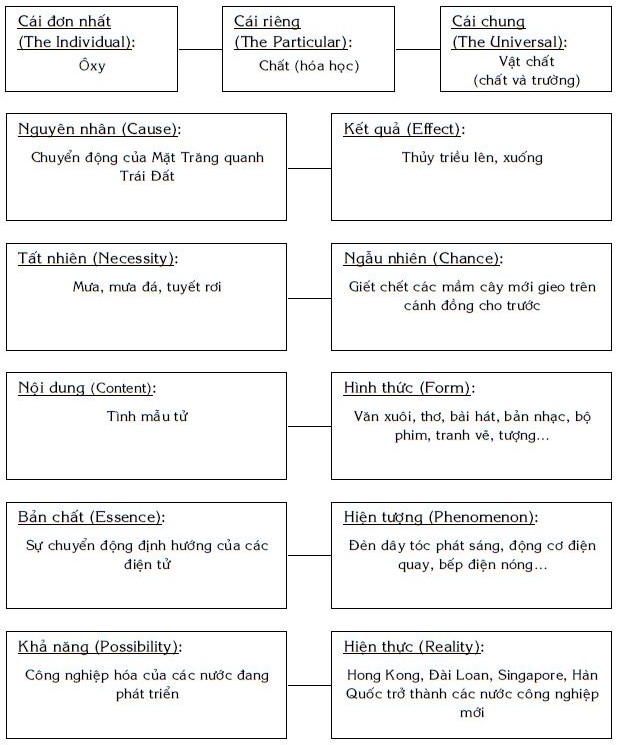 Cái đơn nhất
(The Individual):
Ôxy
Cái riêng
(The Particular):
Chất (hóa học)
Cái chung
(The Universal):
Vật chất
(chất và trường)
Nguyên nhân (Cause):
Chuyển động của Mặt Trăng quanh
Trái Đất
Kết quả (Effect):
Thủy triều lên, xuống
Tất nhiên (Necessity):
Mưa, mưa đá, tuyết rơi
Ngẫu nhiên (Chance):
Giết chết các mầm cây mới gieo trên
cánh đồng cho trước
Nội dung (Content):
Tình mẫu tử
Hình thức (Form):
Văn xuôi, thơ, bài hát, bản nhạc, bộ
phim, tranh vẽ, tượng...
Bản chất (Essence):
Sự chuyển động định hướng của các
điện tử
Hiện tượng (Phenomenon):
Đèn dây tóc phát sáng, động cơ điện
quay, bếp điện nóng...
Khả năng (Possibility):
Công nghiệp hóa của các nước đang
phát triển
Hiện thực (Reality):
Hong Kong, Đài Loan, Singapore, Hàn
Quốc trở thành các nước công nghiệp
mới